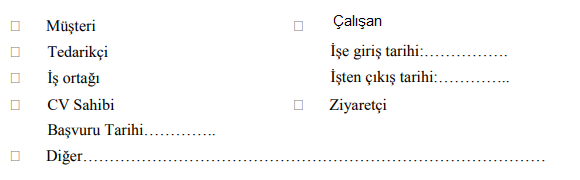 ☐ Müşteri
☐ Tedarikçi
☐ İş ortağı
☐ CV Sahibi
Başvuru Tarihi…………..
☐ Çalışan
İşe giriş tarihi:…………….
İşten çıkış tarihi:…………..
☐ Ziyaretçi
☐ Diğer……………………………………………………………………………